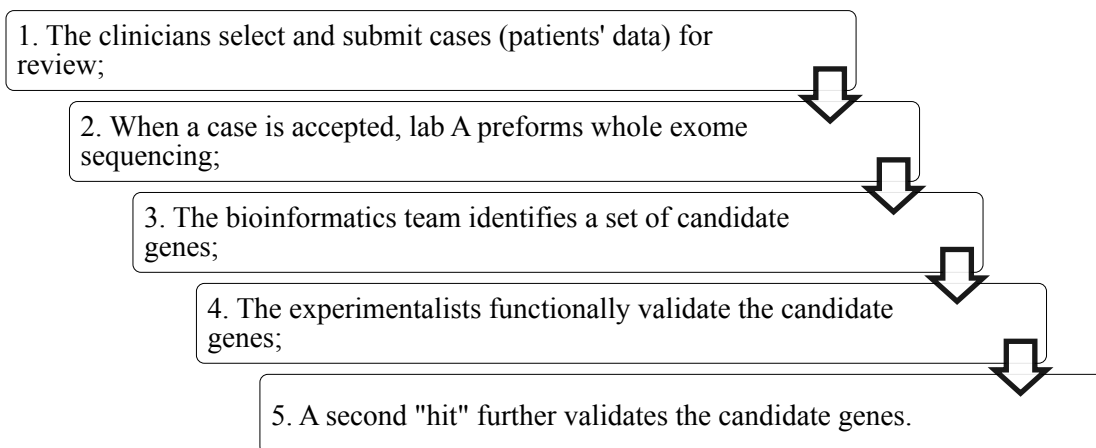 1. The clinicians select and submit cases (patients' data) for
review;
2. When a case is accepted, lab A preforms whole exome
sequencing;
3. The bioinformatics team identifies a set of candidate
genes;
4. The experimentalists functionally validate the candidate
genes;
5. A second "hit" further validates the candidate genes.